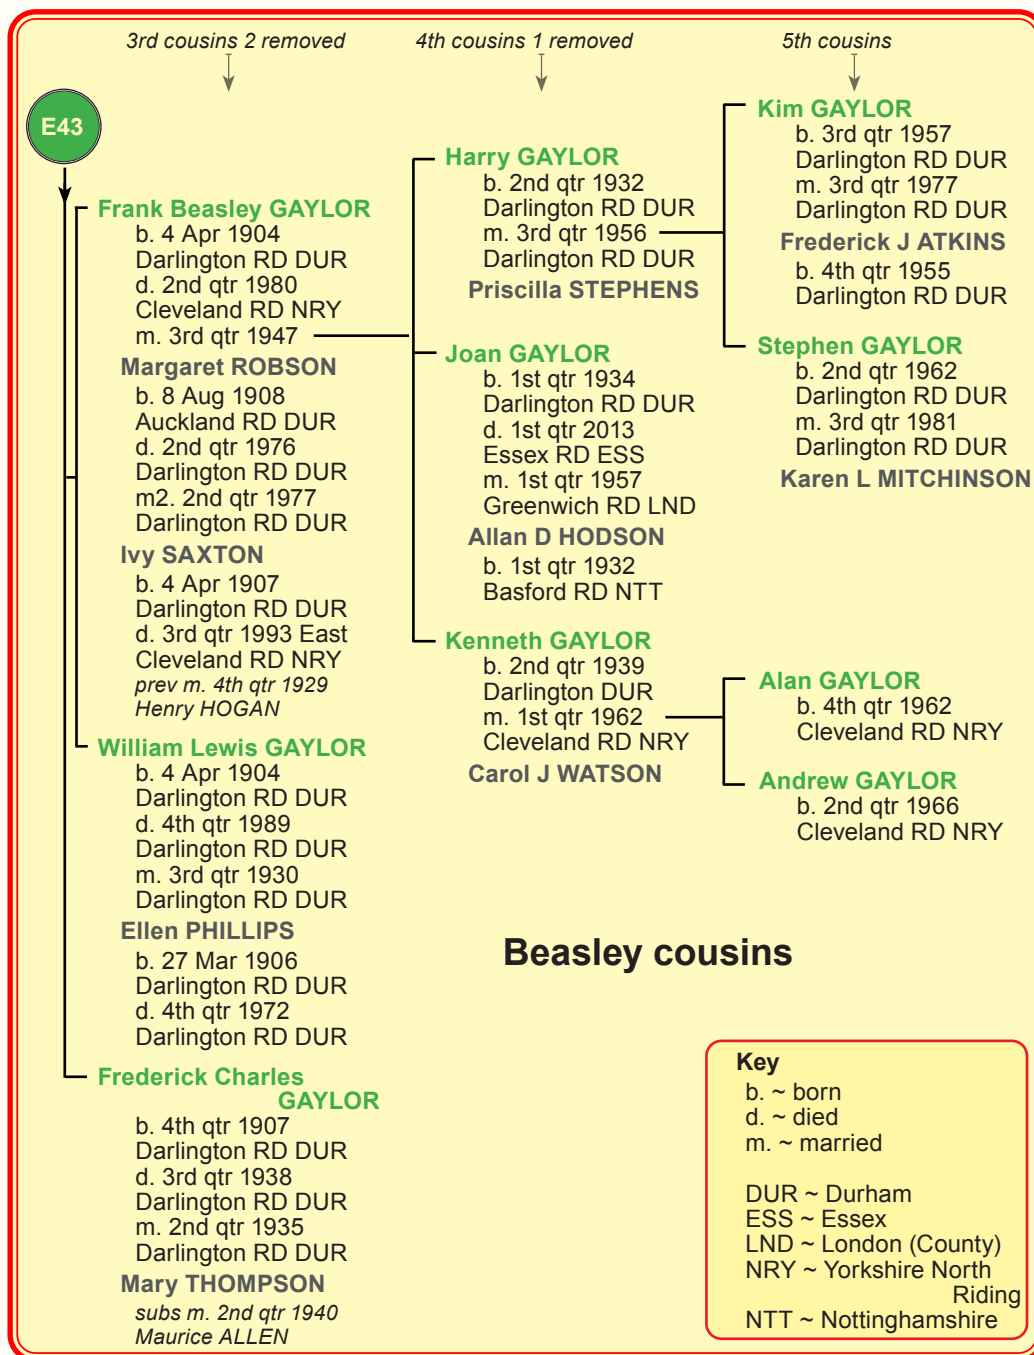 3rd cousins 2 removed
4th cousins 1 removed
5th cousins
E43
Frank Beasley GAYLOR
b. 4 Apr 1904
Darlington RD DUR
d. 2nd qtr 1980
Cleveland RD NRY
m. 3rd qtr 1947
Margaret ROBSON
b. 8 Aug 1908
Auckland RD DUR
d. 2nd qtr 1976
Darlington RD DUR
m2. 2nd qtr 1977
Darlington RD DUR
Ivy SAXTON
b. 4 Apr 1907
Darlington RD DUR
d. 3rd qtr 1993 East
Cleveland RD NRY
prev m. 4th qtr 1929
Henry HOGAN
William Lewis GAYLOR
b. 4 Apr 1904
Darlington RD DUR
d. 4th qtr 1989
Darlington RD DUR
m. 3rd qtr 1930
Darlington RD DUR
Ellen PHILLIPS
b. 27 Mar 1906
Darlington RD DUR
d. 4th qtr 1972
Darlington RD DUR
Frederick Charles
GAYLOR
b. 4th qtr 1907
Darlington RD DUR
d. 3rd qtr 1938
Darlington RD DUR
m. 2nd qtr 1935
Darlington RD DUR
Mary THOMPSON
subs m. 2nd qtr 1940
Maurice ALLEN
Harry GAYLOR
b. 2nd qtr 1932
Darlington RD DUR
m. 3rd qtr 1956
Darlington RD DUR
Priscilla STEPHENS
Joan GAYLOR
b. 1st qtr 1934
Darlington RD DUR
d. 1st qtr 2013
Essex RD ESS
m. 1st qtr 1957
Greenwich RD LND
Allan D HODSON
b. 1st qtr 1932
Basford RD NTT
Kenneth GAYLOR
b. 2nd qtr 1939
Darlington DUR
m. 1st qtr 1962
Cleveland RD NRY
Carol J WATSON
Kim GAYLOR
b. 3rd qtr 1957
Darlington RD DUR
m. 3rd qtr 1977
Darlington RD DUR
Frederick J ATKINS
b. 4th qtr 1955
Darlington RD DUR
Stephen GAYLOR
b. 2nd qtr 1962
Darlington RD DUR
m. 3rd qtr 1981
Darlington RD DUR
Karen L MITCHINSON
Alan GAYLOR
b. 4th qtr 1962
Cleveland RD NRY
Andrew GAYLOR
b. 2nd qtr 1966
Cleveland RD NRY
Beasley cousins
Key
b. ~ born
d. ~ died
m. ~ married
DUR ~ Durham
ESS ~ Essex
LND ~ London (County)
NRY ~ Yorkshire North
Riding
NTT ~ Nottinghamshire